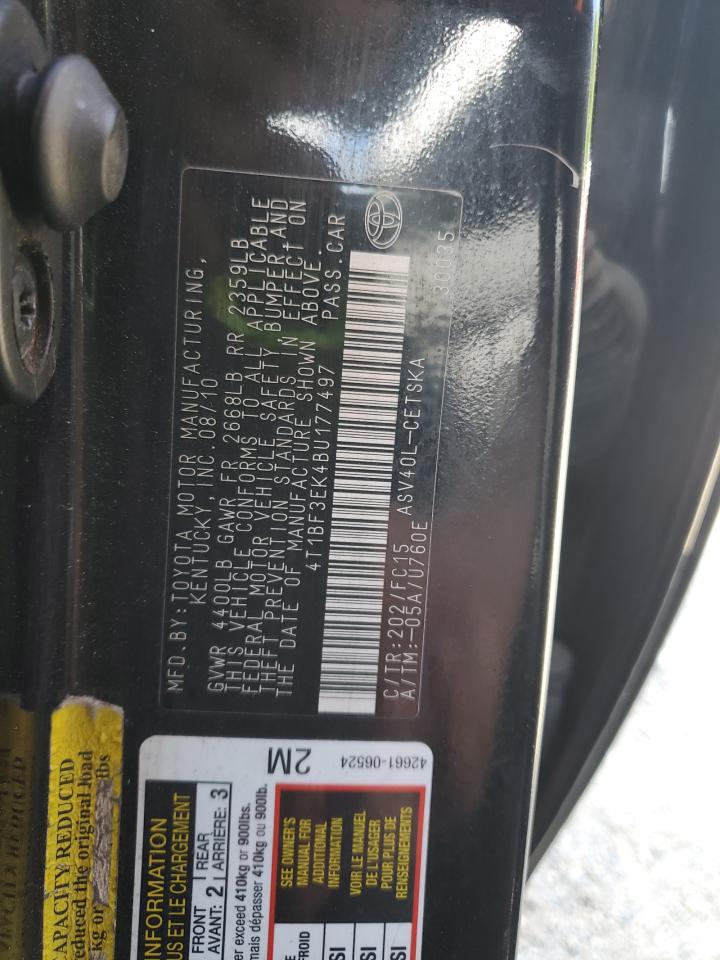 MFD.BY:TOYOTA MOTOR MANUFACTURING,
KENTUCKY, INC.08/10
GVWR 4400LB GAWR FR 2668LB RR 2359LB
THIS VEHICLE CONFORMS TO ALL APPLICABLE
FEDERAL MOTOR VEHICLE SAFETY, BUMPER,AND
THEFT PREVENTION STANDARDS IN EFFECT ON
THE DATE OF MANUFACTURE SHOWN ABOVE.
4T1BF3EK4BU177497 PASS.CAR
C/TR:202/FC15 ASV40L-CETSKA
A/TM:-05A/U760E 30035
APACITY REDUCED
reduced the original load
kg or lbs
INFORMATION
US ET LE CHARGEMENT
FRONT
AVANT: 2
REAR
ARRIÈRE: 3
er exceed 410kg or 900lbs.
mais dépasser 410kg ou 900lb.
2M
42661-06524
SEE OWNER'S
MANUAL FOR
ADDITIONAL
INFORMATION
VOIR LE MANUEL
DE L'USAGER
POUR PLUS DE
RENSEIGNEMENTS
FROID
SI
SI
SI